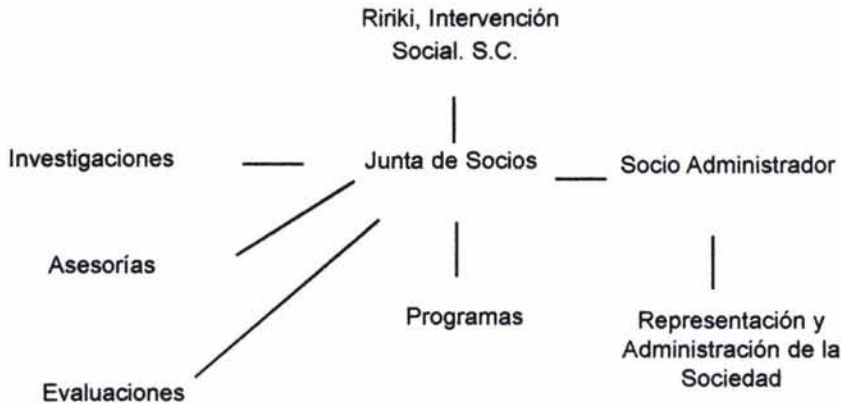 Ririki, Intervención
Social. S.C.
Investigaciones
Junta de Socios
Socio Administrador
Asesorías
Programas
Representación y
Administración de la
Sociedad
Evaluaciones